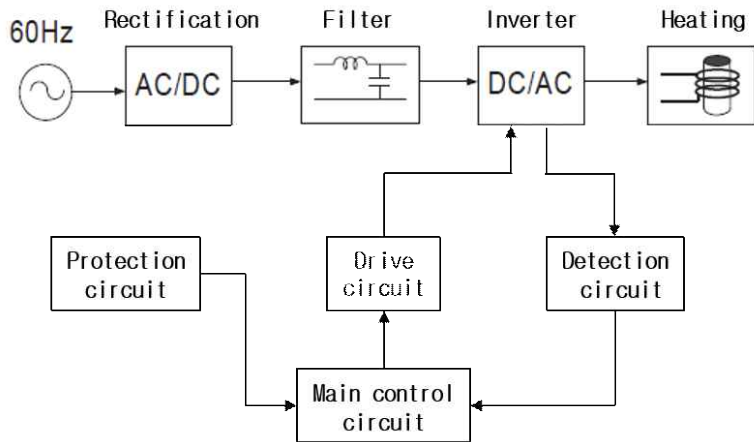 60Hz
Rectification
Filter
Inverter
Heating
AC/DC
DC/AC
Protection
circuit
Drive
circuit
Detection
circuit
Main control
circuit